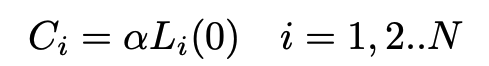 C_i = αL_i(0)   i = 1, 2..N